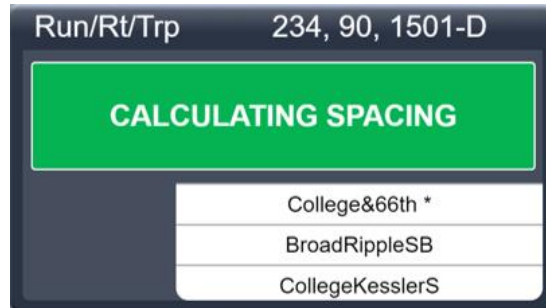 Run/Rt/Trp 234, 90, 1501-D
CALCULATING SPACING
College&66th *
BroadRippleSB
CollegeKesslerS